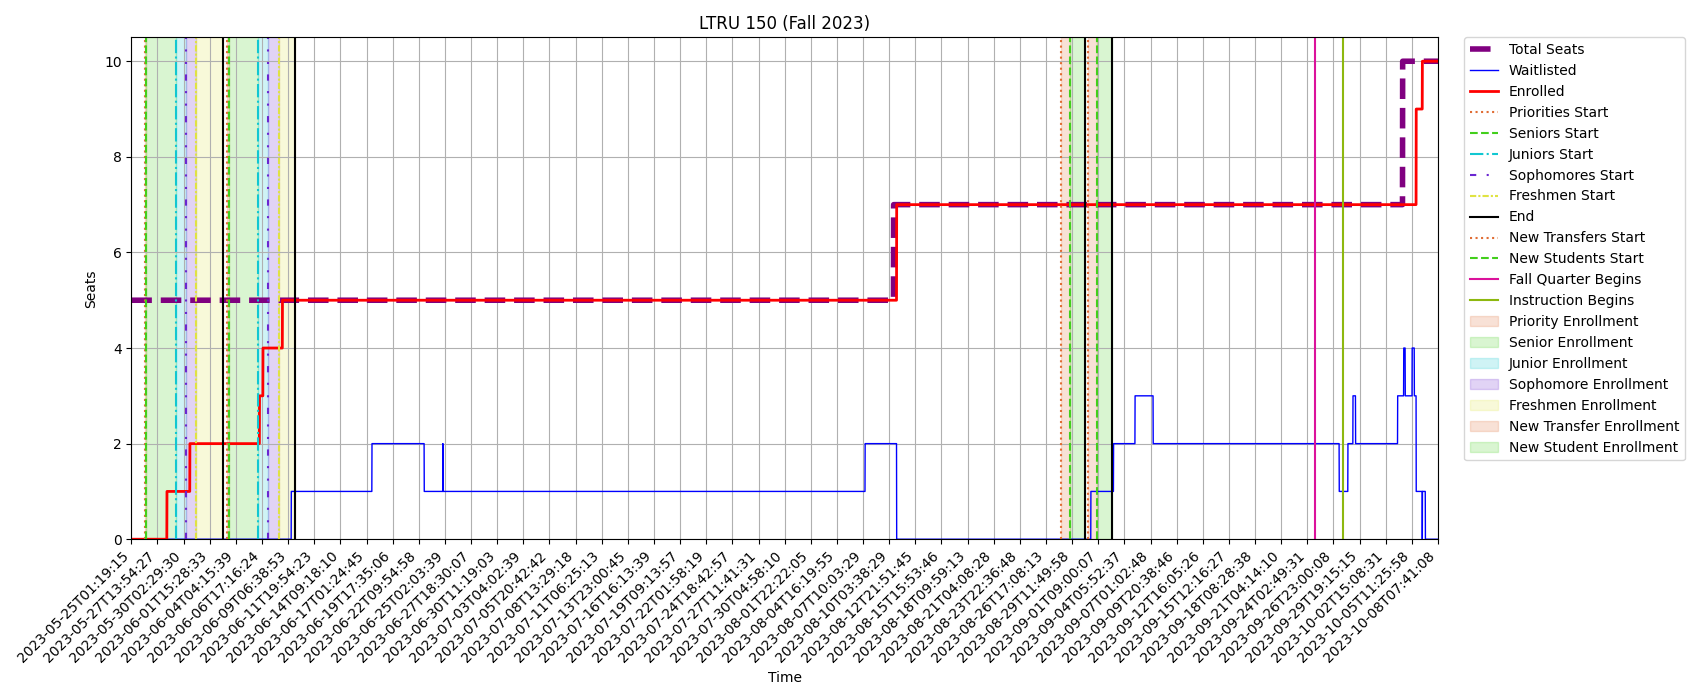 LTRU 150 (Fall 2023)
10
8
6
4
2
0
Seats
2023-05-25T01:19:15
2023-05-27T13:54:27
2023-05-30T02:29:30
2023-06-01T15:28:33
2023-06-04T04:15:39
2023-06-06T17:16:24
2023-06-09T06:38:53
2023-06-11T19:54:23
2023-06-14T09:18:10
2023-06-17T01:24:45
2023-06-19T17:35:06
2023-06-22T09:54:58
2023-06-25T02:03:39
2023-06-27T18:30:07
2023-06-30T11:19:03
2023-07-03T04:02:39
2023-07-05T20:42:42
2023-07-08T13:29:18
2023-07-11T06:25:13
2023-07-13T23:00:45
2023-07-16T16:13:39
2023-07-19T09:13:57
2023-07-22T01:58:19
2023-07-24T18:42:57
2023-07-27T11:41:31
2023-07-30T04:58:10
2023-08-01T22:22:05
2023-08-04T16:19:55
2023-08-07T10:03:29
2023-08-10T03:38:29
2023-08-12T21:51:45
2023-08-15T15:53:46
2023-08-18T09:59:13
2023-08-21T04:08:28
2023-08-23T22:36:48
2023-08-26T17:08:13
2023-08-29T11:49:58
2023-09-01T09:00:07
2023-09-04T05:52:37
2023-09-07T01:02:48
2023-09-09T20:38:46
2023-09-12T16:05:26
2023-09-15T12:16:27
2023-09-18T08:28:38
2023-09-21T04:14:10
2023-09-24T02:49:31
2023-09-26T23:00:08
2023-09-29T19:15:15
2023-10-02T15:08:31
2023-10-05T11:25:58
2023-10-08T07:41:08
Time
Total Seats
Waitlisted
Enrolled
Priorities Start
Seniors Start
Juniors Start
Sophomores Start
Freshmen Start
End
New Transfers Start
New Students Start
Fall Quarter Begins
Instruction Begins
Priority Enrollment
Senior Enrollment
Junior Enrollment
Sophomore Enrollment
Freshmen Enrollment
New Transfer Enrollment
New Student Enrollment